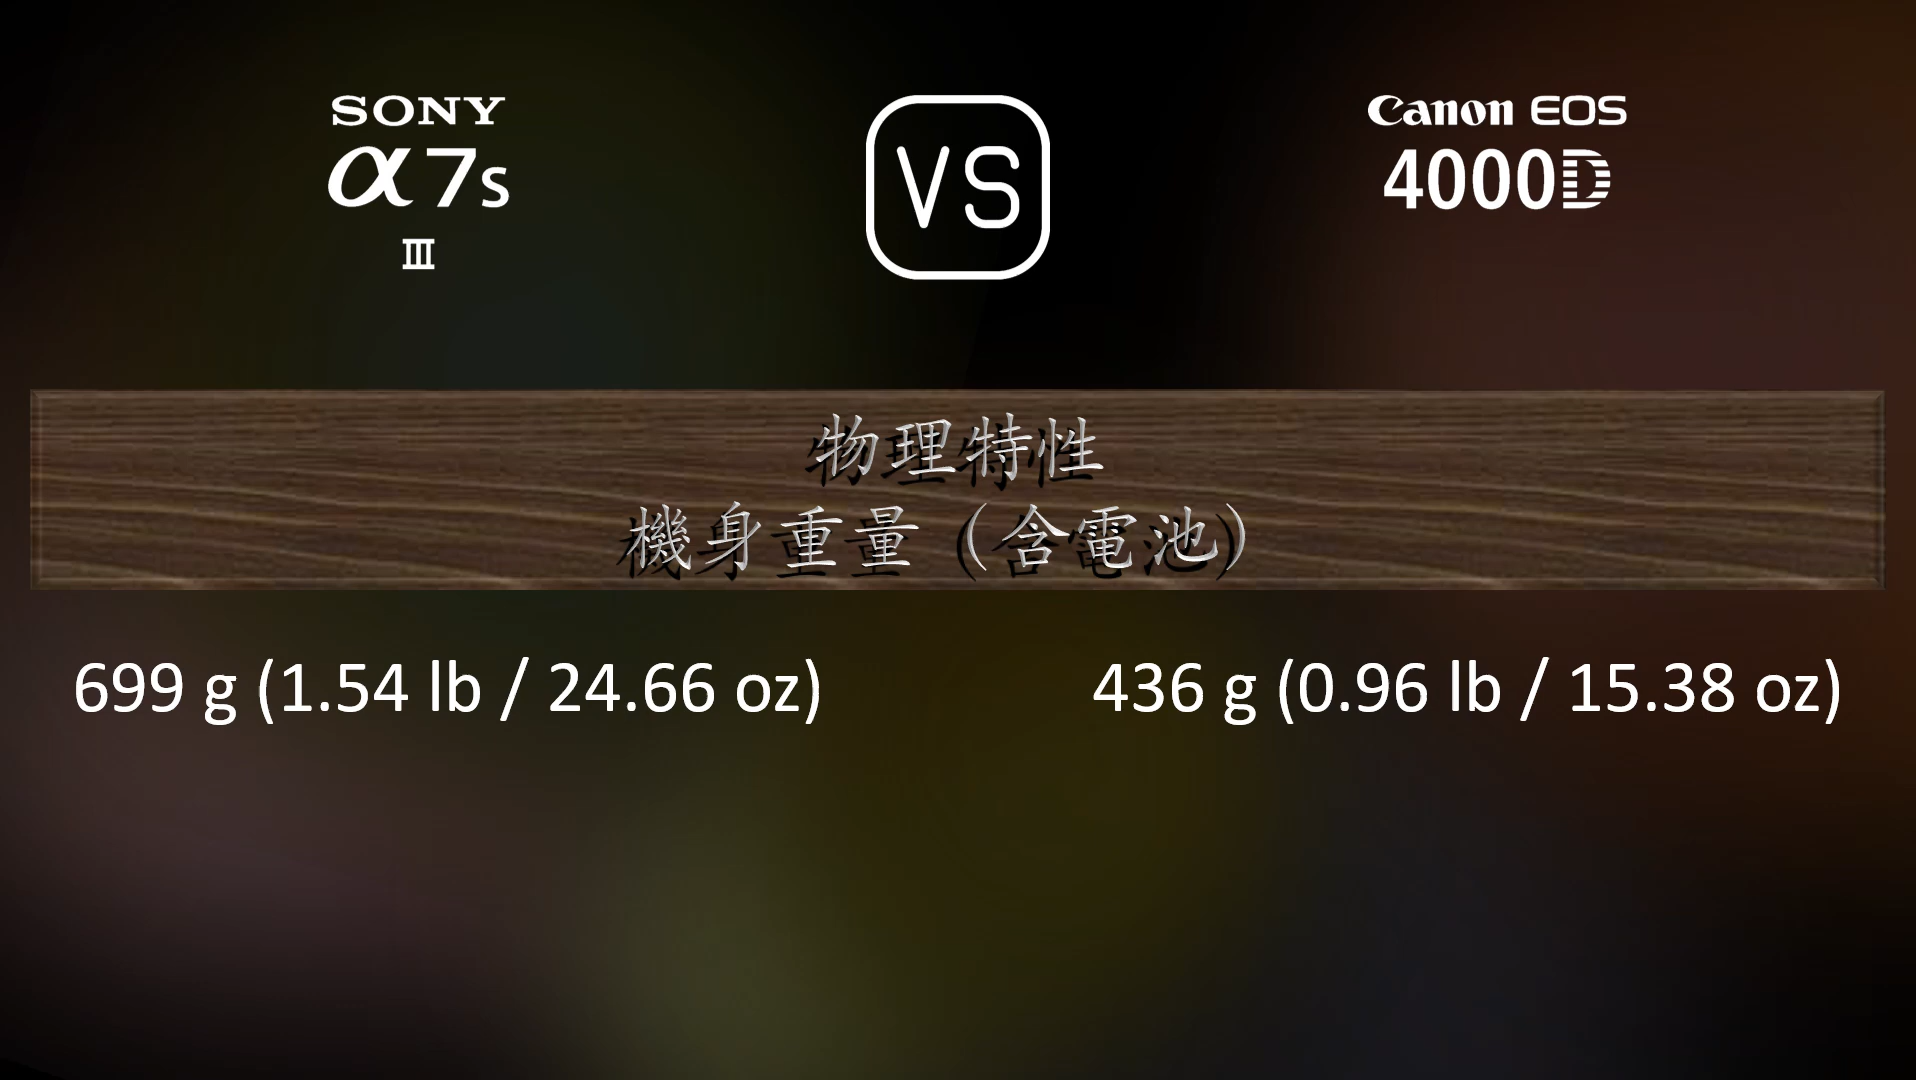 SONY
α7s
III
VS
Canon EOS
4000D
物理特性
機身重量（含電池）
699 g (1.54 lb / 24.66 oz)
436 g (0.96 lb / 15.38 oz)